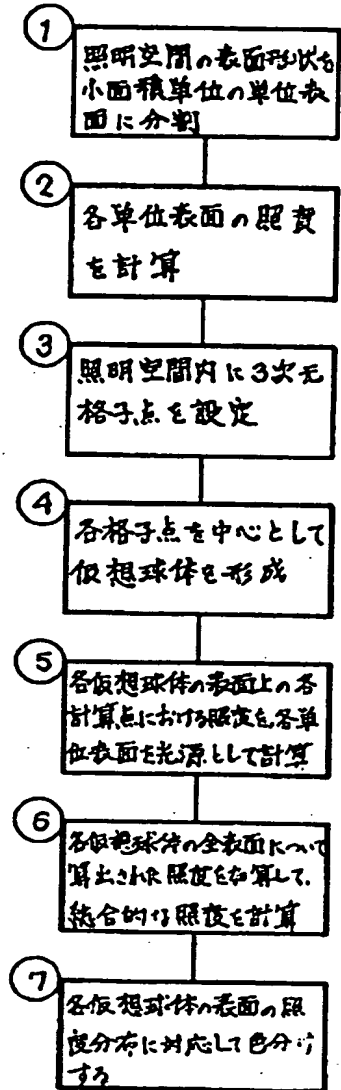 1
照明空間の表面形状を
小面積単位の単位表
面に分割
2
各単位表面の照度
を計算
3
照明空間内に3次元
格子点を設定
4
各格子点を中心として
仮想球体を形成
5
各仮想球体の表面上の各
計算点における照度を、各単
位表面を光源として計算
6
各仮想球体の全表面について
算出された照度を加算して、
統合的な照度を計算
7
各仮想球体の表面の照
度分布に対応して色分け
する